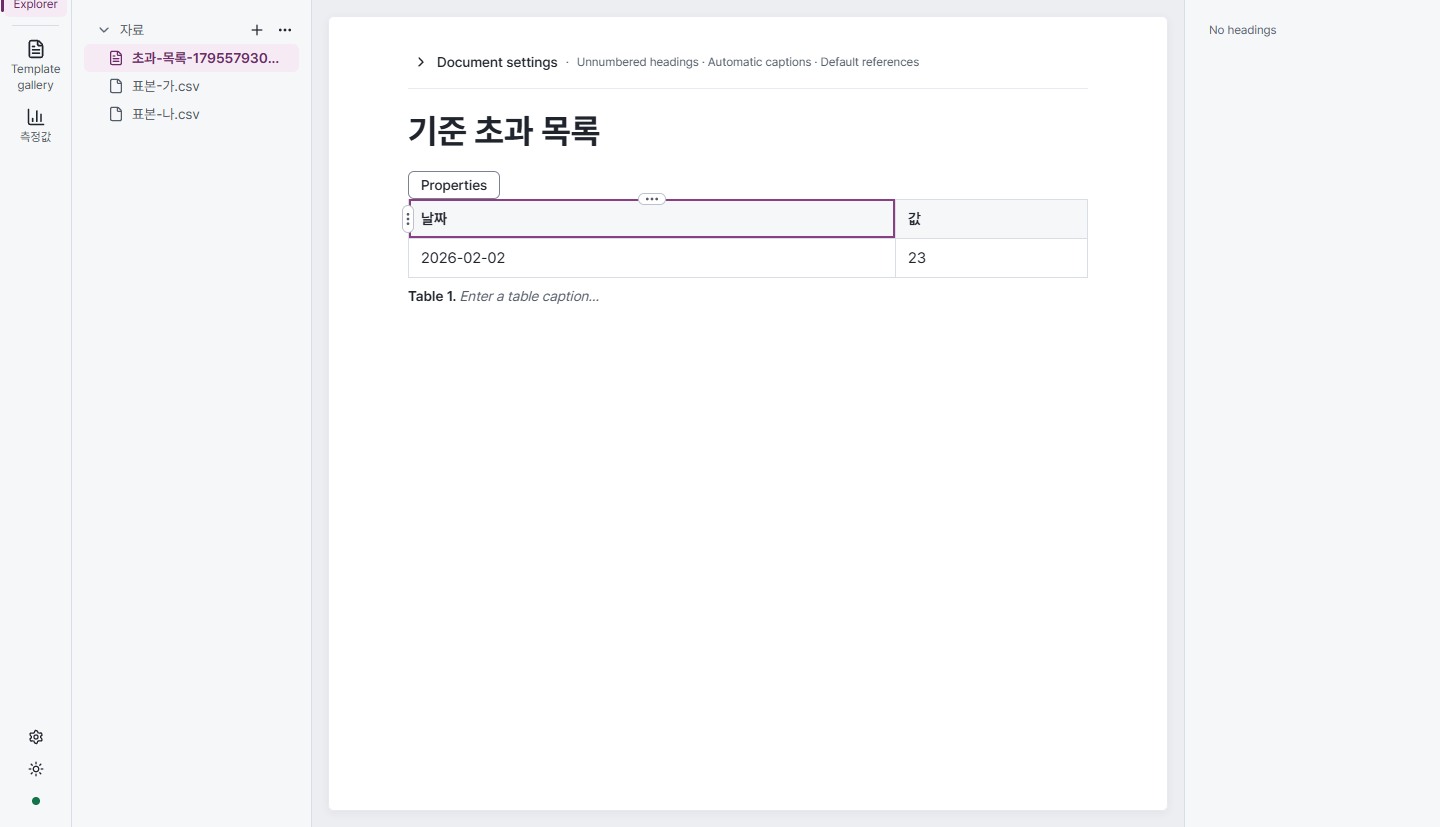 Explorer
Template
gallery
측정값
자료
초과-목록-179557930...
표본-가.csv
표본-나.csv
Document settings · Unnumbered headings · Automatic captions · Default references
기준 초과 목록
Properties
날짜 값
2026-02-02 23
Table 1. Enter a table caption...
No headings